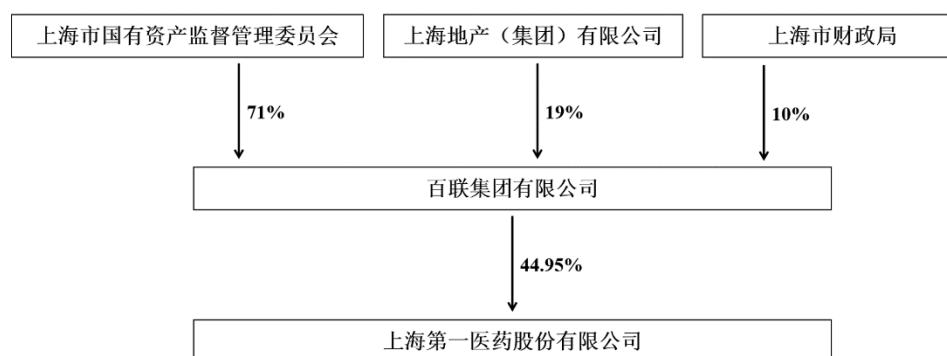 上海市国有资产监督管理委员会
上海地产（集团）有限公司
上海市财政局
71%
19%
10%
百联集团有限公司
44.95%
上海第一医药股份有限公司